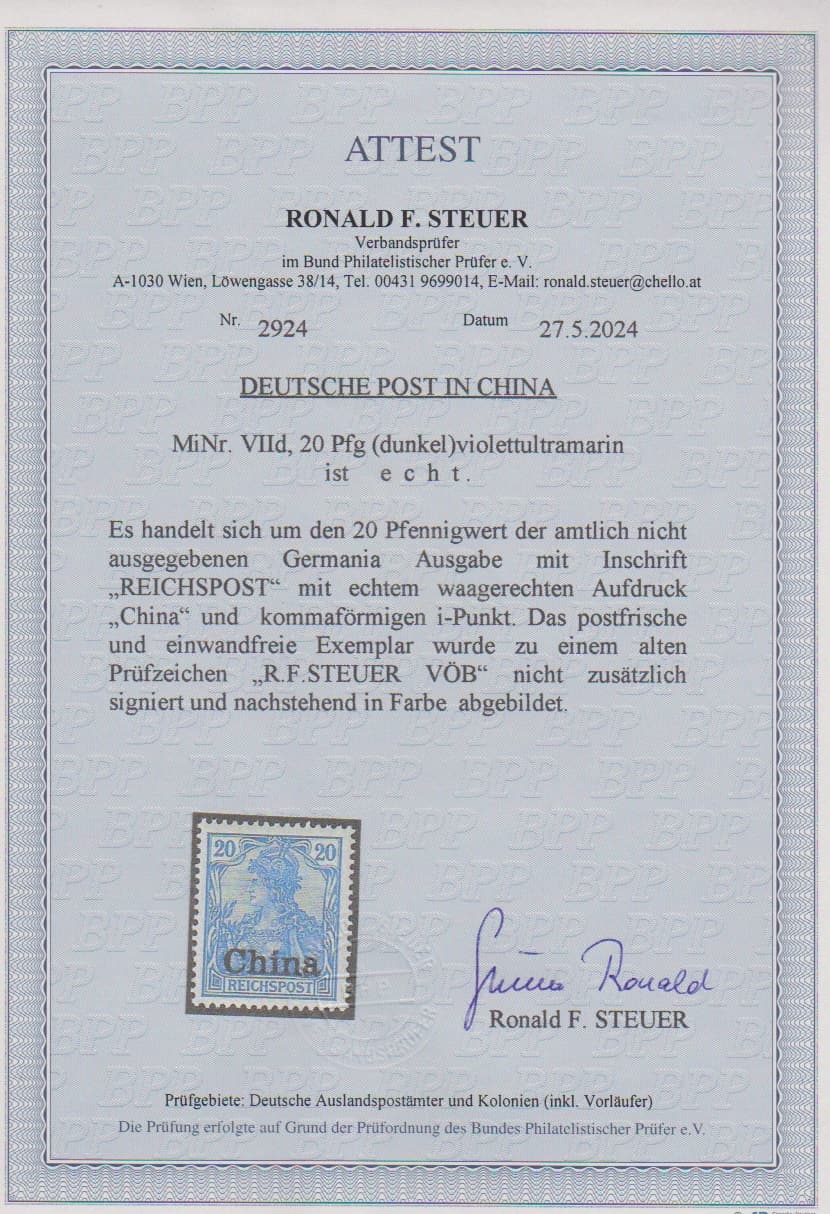 ATTEST
RONALD F. STEUER
Verbandsprüfer
im Bund Philatelistischer Prüfer e. V.
A-1030 Wien, Löwengasse 38/14, Tel. 00431 9699014, E-Mail: ronald.steuer@chello.at
Nr. 2924 Datum 27.5.2024
DEUTSCHE POST IN CHINA
MiNr. VIId, 20 Pfg (dunkel)violettultramarin
ist e c h t .
Es handelt sich um den 20 Pfennigwert der amtlich nicht
ausgegebenen Germania Ausgabe mit Inschrift
„REICHSPOST“ mit echtem waagerechten Aufdruck
„China“ und kommaförmigen i-Punkt. Das postfrische
und einwandfreie Exemplar wurde zu einem alten
Prüfzeichen „R.F.STEUER VÖB“ nicht zusätzlich
signiert und nachstehend in Farbe abgebildet.
20 20
China
REICHSPOST
Ronald
Ronald F. STEUER
Prüfgebiete: Deutsche Auslandspostämter und Kolonien (inkl. Vorläufer)
Die Prüfung erfolgte auf Grund der Prüfordnung des Bundes Philatelistischer Prüfer e.V.